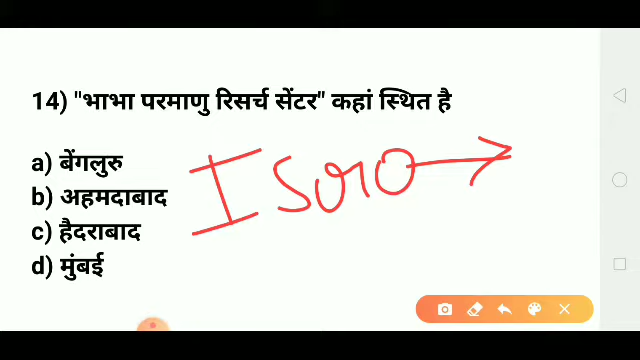 14) "भाभा परमाणु रिसर्च सेंटर" कहां स्थित है
a) बेंगलुरु
b) अहमदाबाद
c) हैदराबाद
d) मुंबई
Isro →